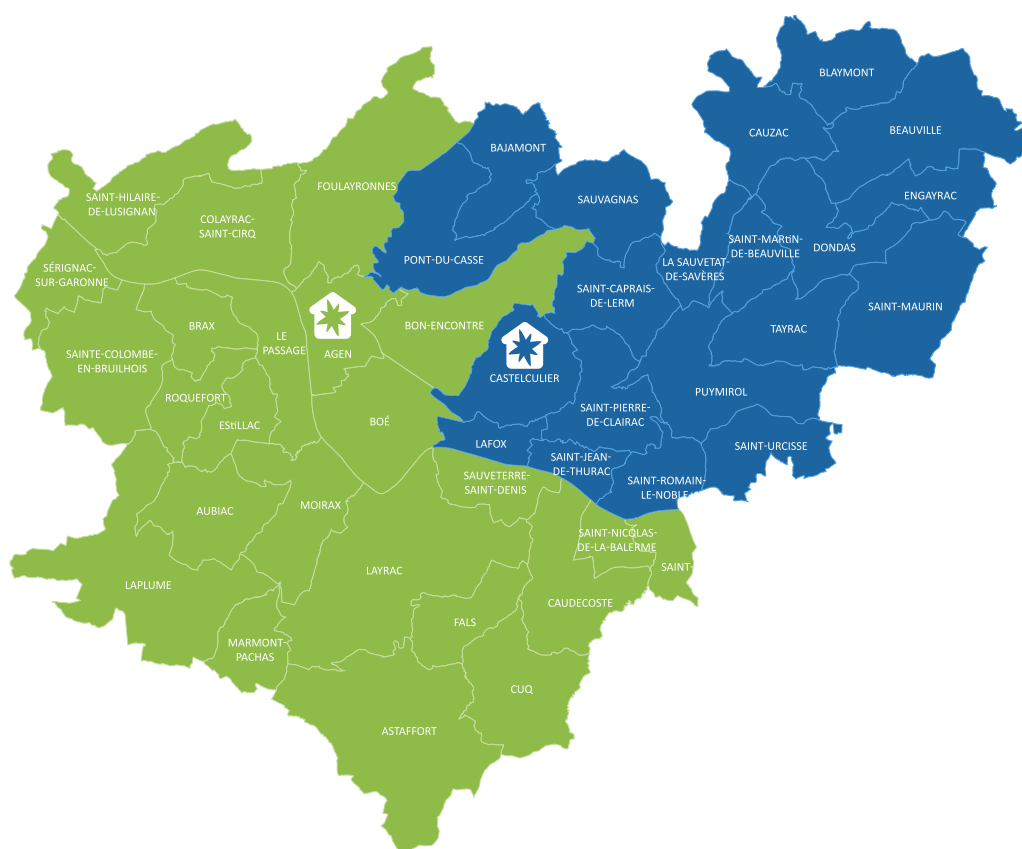 BLAYMONT
CAUZAC
BEAUVILLE
BAJAMONT
FOULAYRONNES
SAINT-HILAIRE-
DE-LUSIGNAN
SAUVAGNAS
ENGAYRAC
COLAYRAC-
SAINT-CIRQ
SAINT-MARtiN-
DE-BEAUVILLE
DONDAS
PONT-DU-CASSE
LA SAUVETAT-
DE-SAVÈRES
SÉRIGNAC-
SUR-GARONNE
SAINT-CAPRAIS-
DE-LERM
SAINT-MAURIN
BRAX
BON-ENCONTRE
TAYRAC
LE
PASSAGE
AGEN
SAINTE-COLOMBE-
EN-BRUILHOIS
CASTELCULIER
PUYMIROL
ROQUEFORT
SAINT-PIERRE-
DE-CLAIRAC
BOÉ
EStiLLAC
LAFOX
SAINT-URCISSE
SAINT-JEAN-
DE-THURAC
SAUVETERRE-
SAINT-DENIS
SAINT-ROMAIN-
LE-NOBLE
MOIRAX
AUBIAC
SAINT-NICOLAS-
DE-LA-BALERME
SAINT-
LAYRAC
LAPLUME
CAUDECOSTE
FALS
MARMONT-
PACHAS
CUQ
ASTAFFORT